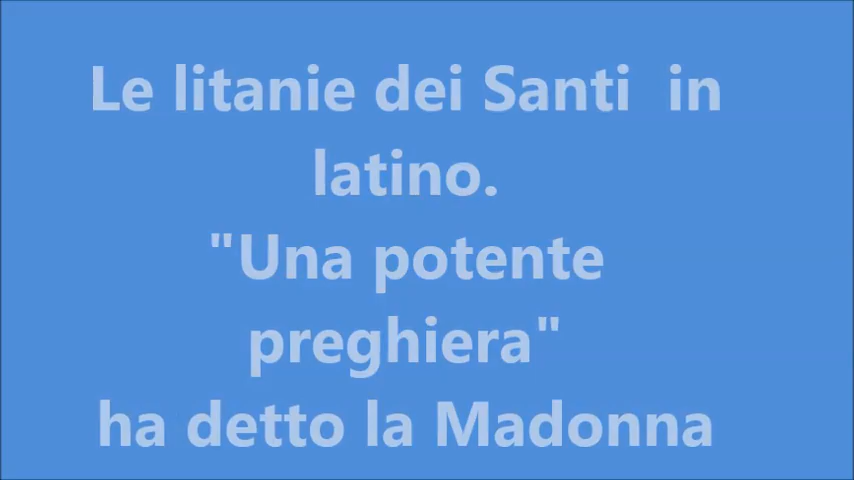 Le litanie dei Santi  in
latino.
"Una potente
preghiera"
ha detto la Madonna